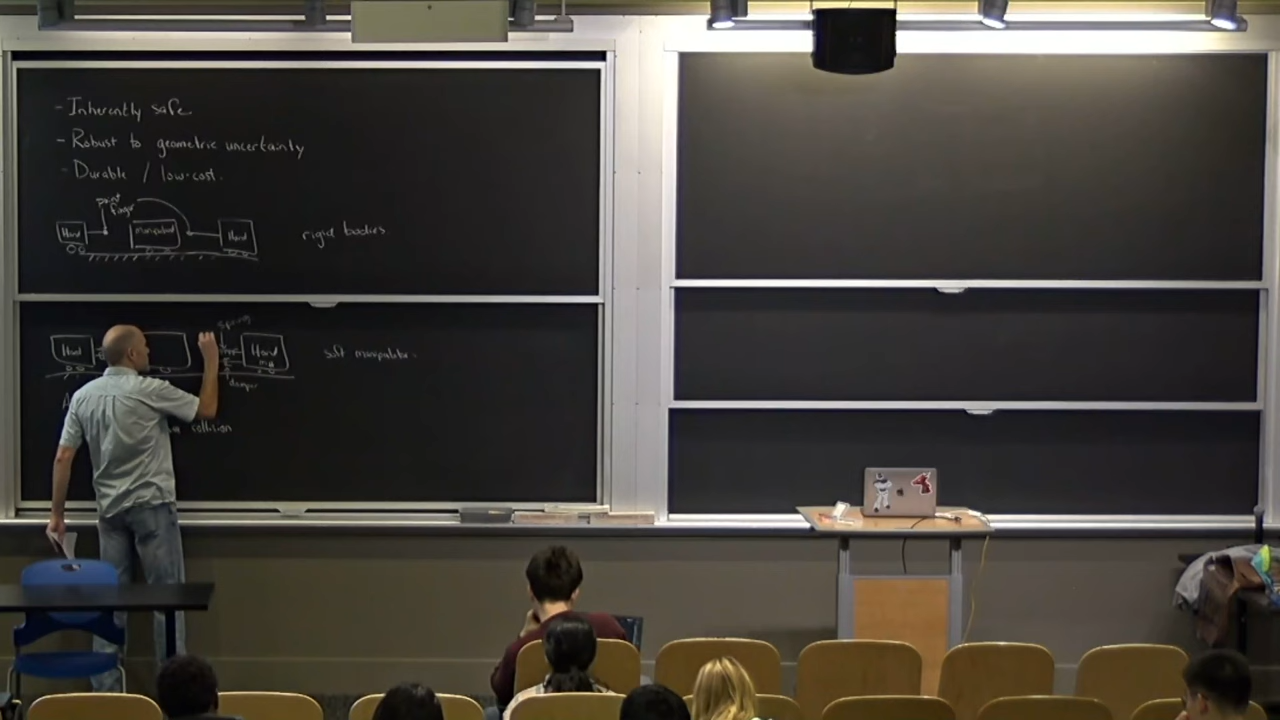 - Inherently safe
- Robust to geometric uncertainty
- Durable / low-cost.
point
finger
Hand
manipuland
Hand
rigid bodies
spring
Hand
Hand
soft manipulator.
damper
collision